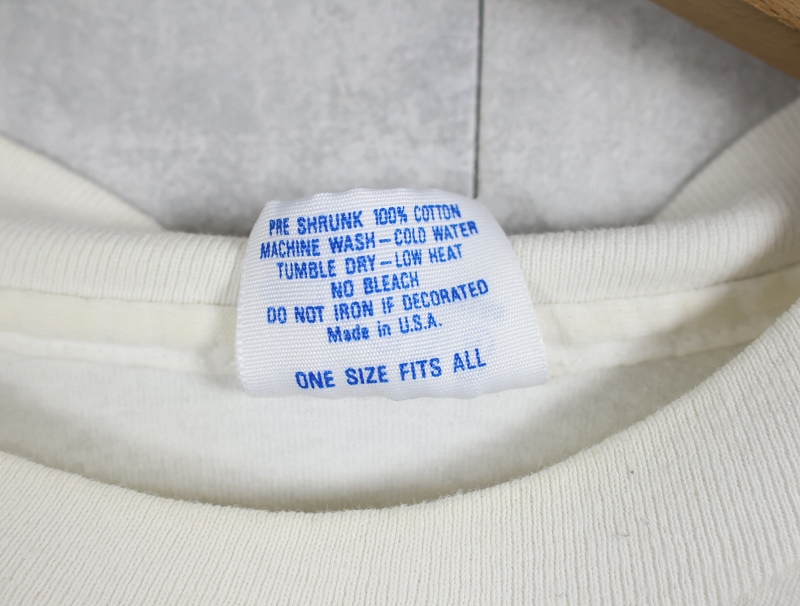 PRE SHRUNK 100% COTTON
MACHINE WASH-COLD WATER
TUMBLE DRY-LOW HEAT
NO BLEACH
DO NOT IRON IF DECORATED
Made in U.S.A.
ONE SIZE FITS ALL